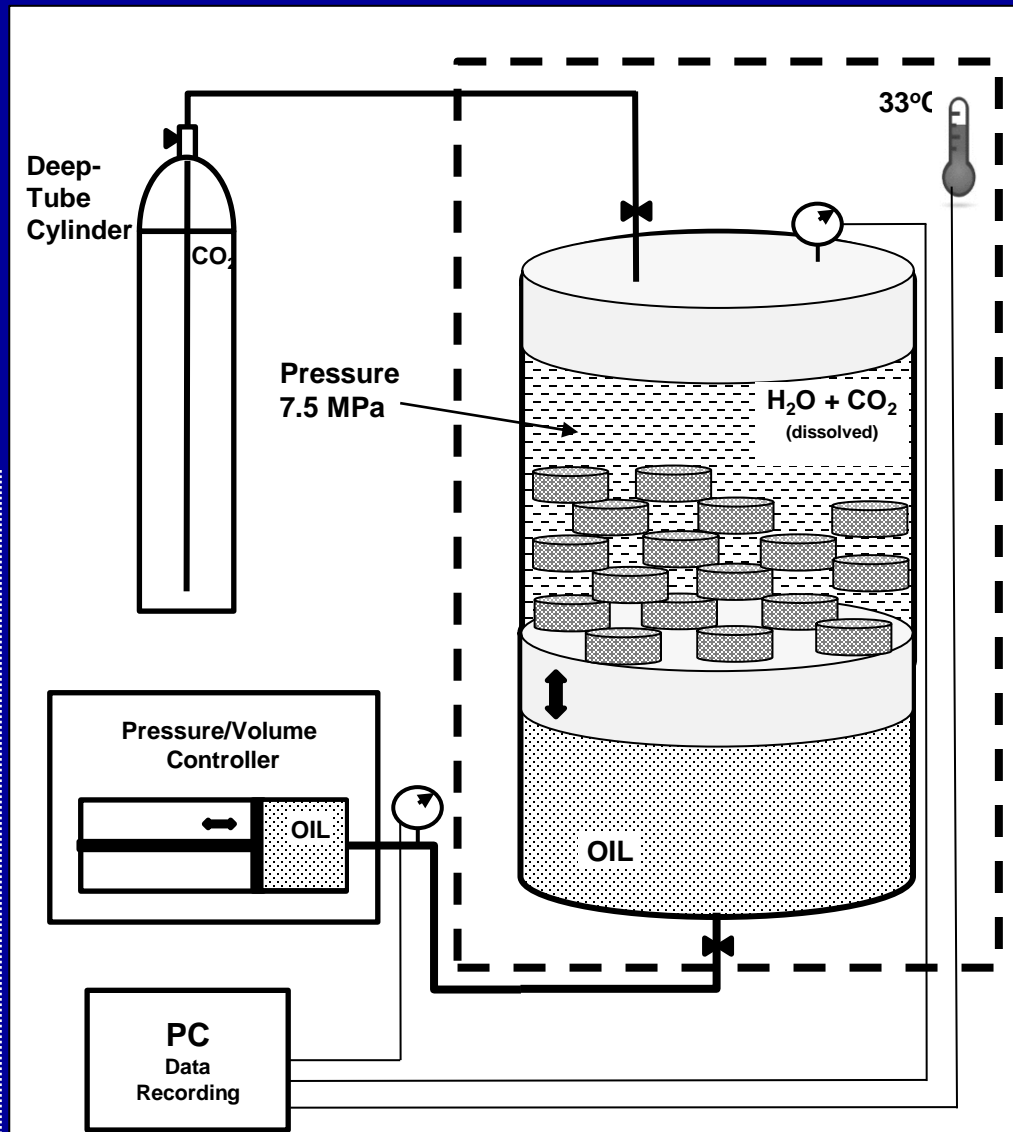 33ºC
Deep-
Tube
Cylinder
CO₂
Pressure
7.5 MPa
H₂O + CO₂
(dissolved)
Pressure/Volume
Controller
OIL
OIL
PC
Data
Recording